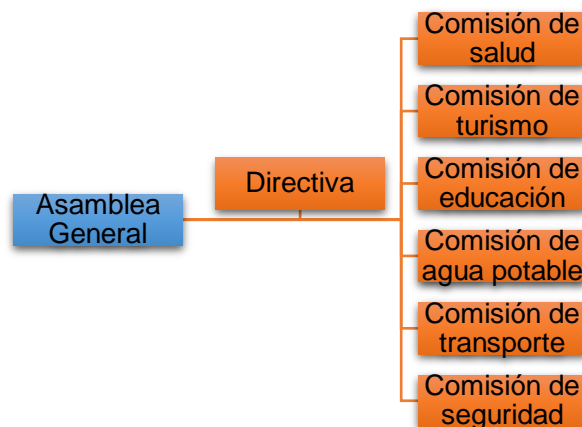 Asamblea
General
Directiva
Comisión de
salud
Comisión de
turismo
Comisión de
educación
Comisión de
agua potable
Comisión de
transporte
Comisión de
seguridad